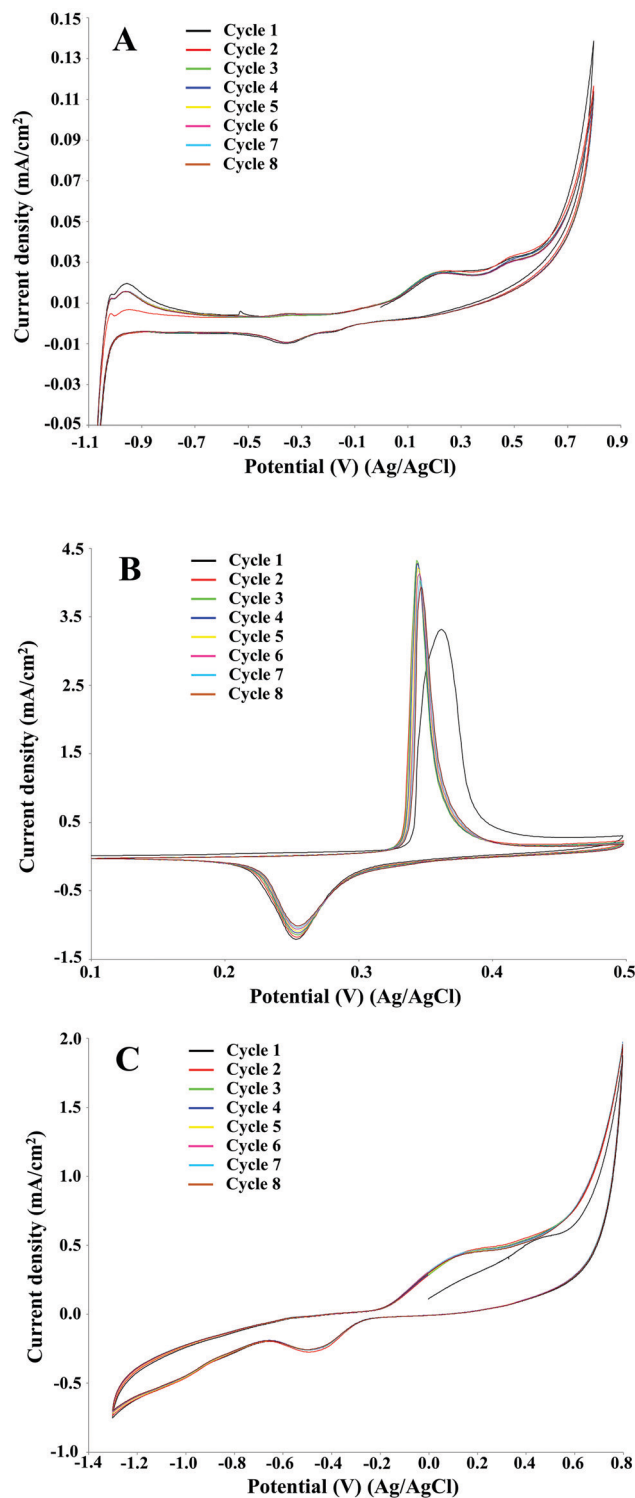 A
Cycle 1
Cycle 2
Cycle 3
Cycle 4
Cycle 5
Cycle 6
Cycle 7
Cycle 8
0.15
0.13
0.11
0.09
0.07
0.05
0.03
0.01
-0.01
-0.03
-0.05
Current density (mA/cm²)
-1.1 -0.9 -0.7 -0.5 -0.3 -0.1 0.1 0.3 0.5 0.7 0.9
Potential (V) (Ag/AgCl)
B
Cycle 1
Cycle 2
Cycle 3
Cycle 4
Cycle 5
Cycle 6
Cycle 7
Cycle 8
4.5
3.5
2.5
1.5
0.5
-0.5
-1.5
Current density (mA/cm²)
0.1 0.2 0.3 0.4 0.5
Potential (V) (Ag/AgCl)
C
Cycle 1
Cycle 2
Cycle 3
Cycle 4
Cycle 5
Cycle 6
Cycle 7
Cycle 8
2.0
1.5
1.0
0.5
0.0
-0.5
-1.0
Current density (mA/cm²)
-1.4 -1.2 -1.0 -0.8 -0.6 -0.4 -0.2 0.0 0.2 0.4 0.6 0.8
Potential (V) (Ag/AgCl)